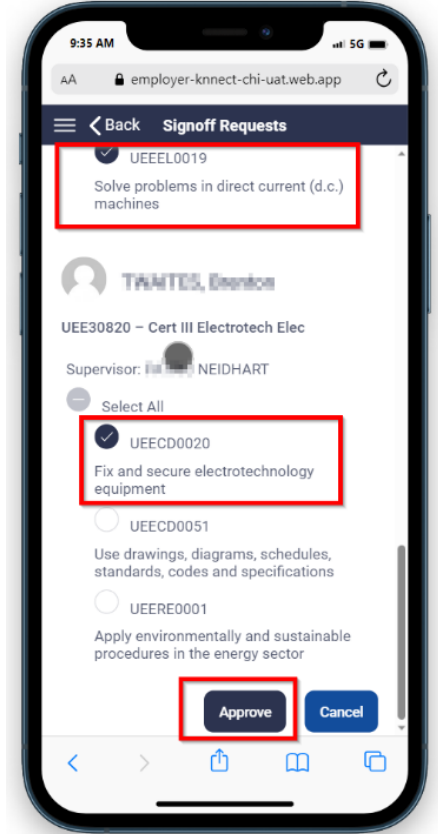 9:35 AM
5G
AA employer-knnect-chi-uat.web.app
Back Signoff Requests
UEEEL0019
Solve problems in direct current (d.c.)
machines
UEE30820 – Cert III Electrotech Elec
Supervisor: NEIDHART
Select All
UEECD0020
Fix and secure electrotechnology
equipment
UEECD0051
Use drawings, diagrams, schedules,
standards, codes and specifications
UEERE0001
Apply environmentally and sustainable
procedures in the energy sector
Approve Cancel